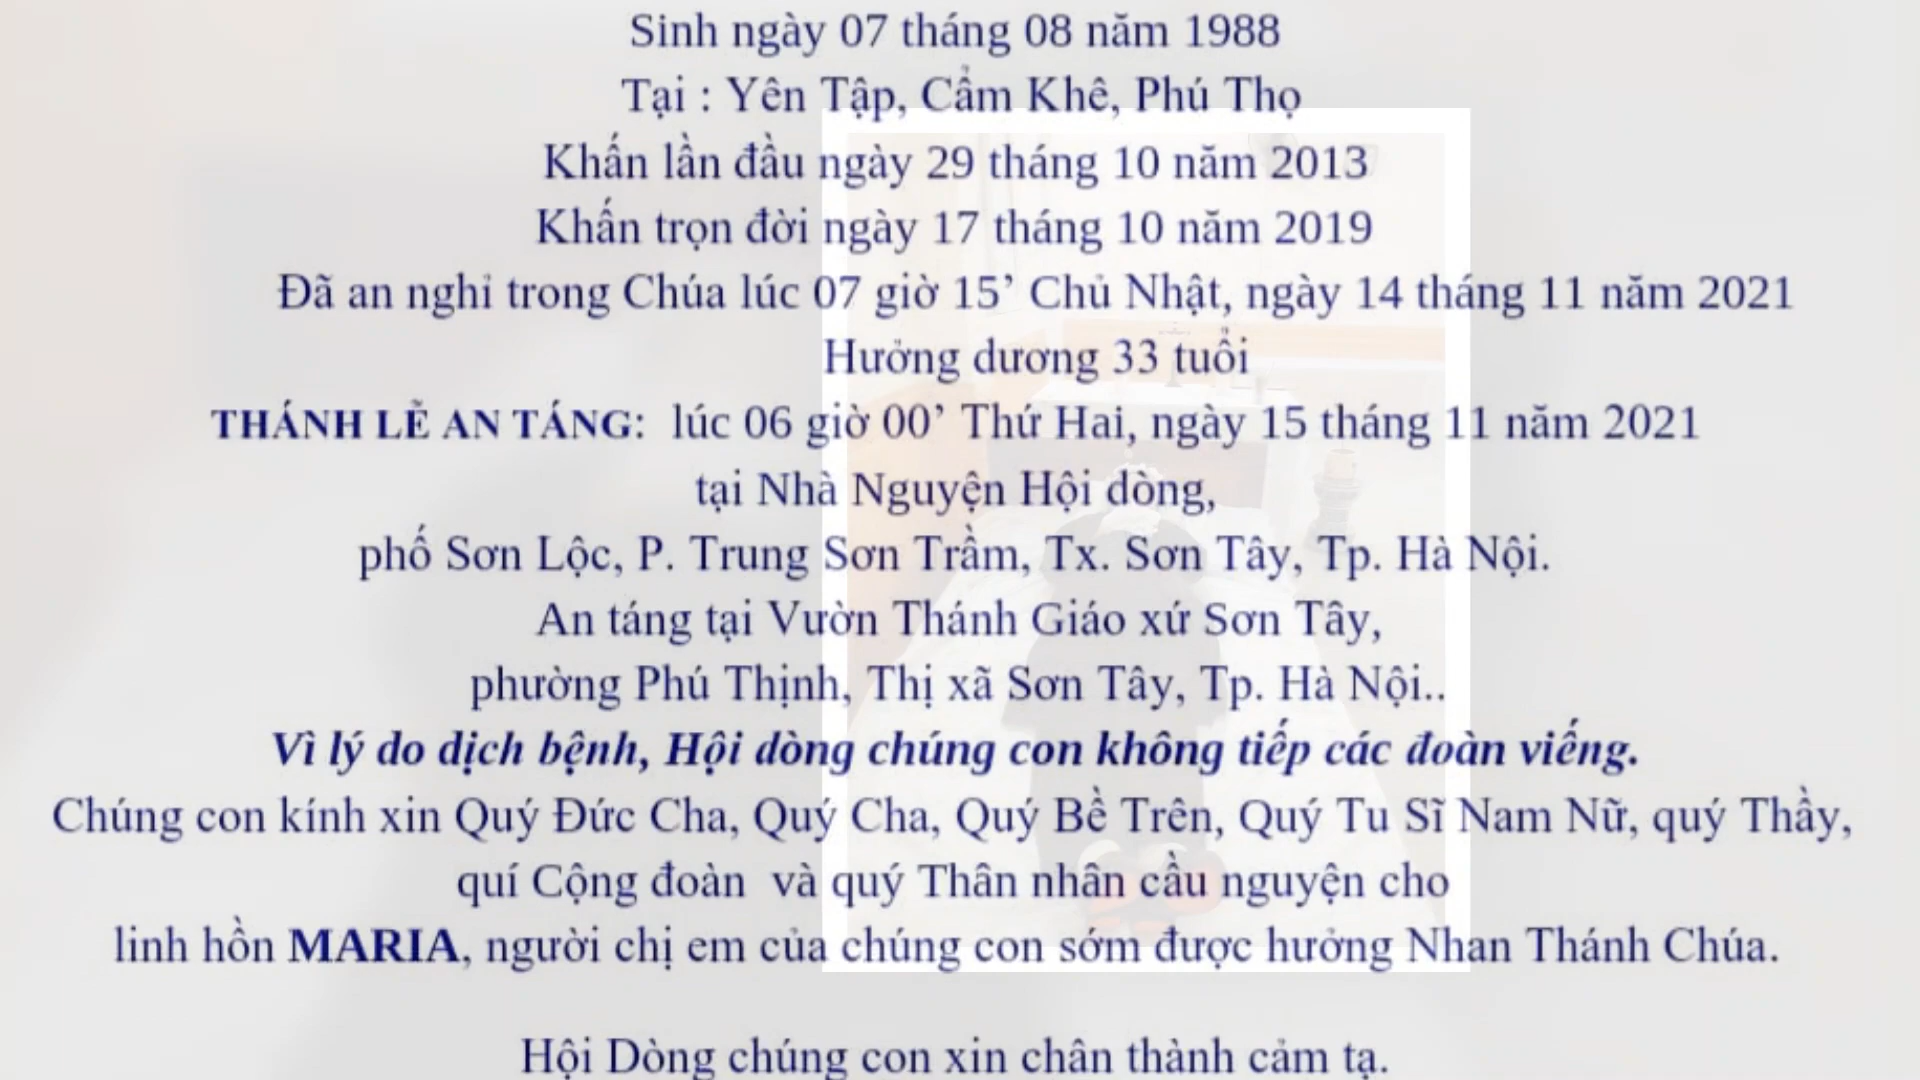 Sinh ngày 07 tháng 08 năm 1988
Tại : Yên Tập, Cẩm Khê, Phú Thọ
Khấn lần đầu ngày 29 tháng 10 năm 2013
Khấn trọn đời ngày 17 tháng 10 năm 2019
Đã an nghỉ trong Chúa lúc 07 giờ 15’ Chủ Nhật, ngày 14 tháng 11 năm 2021
Hưởng dương 33 tuổi
THÁNH LỄ AN TÁNG: lúc 06 giờ 00’ Thứ Hai, ngày 15 tháng 11 năm 2021
tại Nhà Nguyện Hội dòng,
phố Sơn Lộc, P. Trung Sơn Trầm, Tx. Sơn Tây, Tp. Hà Nội.
An táng tại Vườn Thánh Giáo xứ Sơn Tây,
phường Phú Thịnh, Thị xã Sơn Tây, Tp. Hà Nội..
Vì lý do dịch bệnh, Hội dòng chúng con không tiếp các đoàn viếng.
Chúng con kính xin Quý Đức Cha, Quý Cha, Quý Bề Trên, Quý Tu Sĩ Nam Nữ, quý Thầy,
quí Cộng đoàn và quý Thân nhân cầu nguyện cho
linh hồn MARIA, người chị em của chúng con sớm được hưởng Nhan Thánh Chúa.
Hội Dòng chúng con xin chân thành cảm tạ.